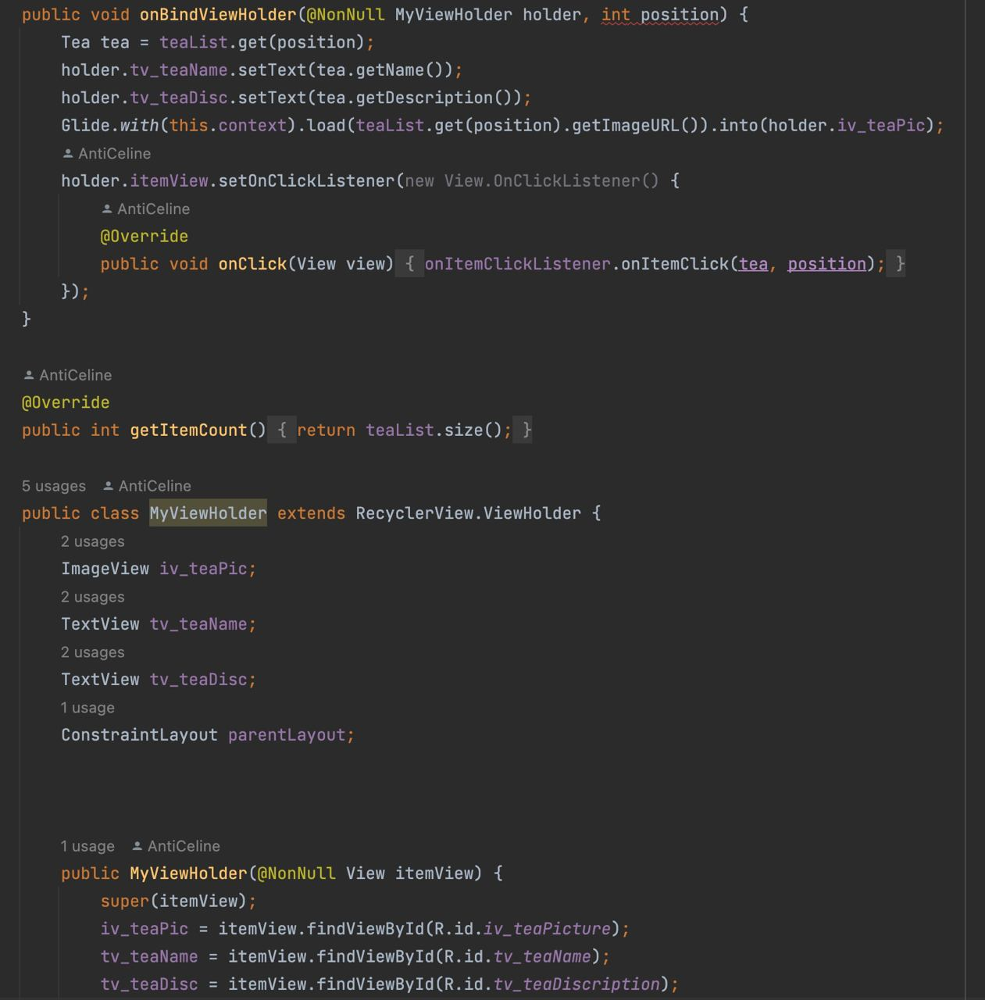 public void onBindViewHolder(@NonNull MyViewHolder holder, int position) {
Tea tea = teaList.get(position);
holder.tv_teaName.setText(tea.getName());
holder.tv_teaDisc.setText(tea.getDescription());
Glide.with(this.context).load(teaList.get(position).getImageURL()).into(holder.iv_teaPic);
AntiCeline
holder.itemView.setOnClickListener(new View.OnClickListener() {
AntiCeline
@Override
public void onClick(View view) { onItemClickListener.onItemClick(tea, position); }
});
}
AntiCeline
@Override
public int getItemCount() { return teaList.size(); }
5 usages AntiCeline
public class MyViewHolder extends RecyclerView.ViewHolder {
2 usages
ImageView iv_teaPic;
2 usages
TextView tv_teaName;
2 usages
TextView tv_teaDisc;
1 usage
ConstraintLayout parentLayout;
1 usage AntiCeline
public MyViewHolder(@NonNull View itemView) {
super(itemView);
iv_teaPic = itemView.findViewById(R.id.iv_teaPicture);
tv_teaName = itemView.findViewById(R.id.tv_teaName);
tv_teaDisc = itemView.findViewById(R.id.tv_teaDiscription);